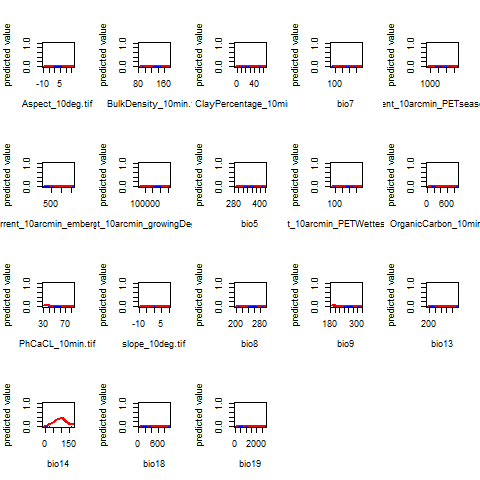 predicted value
0.0 1.0
-10 5
Aspect_10deg.tif
predicted value
0.0 1.0
80 160
BulkDensity_10min.
predicted value
0.0 1.0
0 40
ClayPercentage_10mi
predicted value
0.0 1.0
100
bio7
predicted value
0.0 1.0
1000
ent_10arcmin_PETseas
predicted value
0.0 1.0
500
rrent_10arcmin_emberg
predicted value
0.0 1.0
100000
t_10arcmin_growingDe
predicted value
0.0 1.0
280 400
bio5
predicted value
0.0 1.0
100
t_10arcmin_PETWettes
predicted value
0.0 1.0
0 600
OrganicCarbon_10min
predicted value
0.0 1.0
30 70
PhCaCL_10min.tif
predicted value
0.0 1.0
-10 5
slope_10deg.tif
predicted value
0.0 1.0
200 280
bio8
predicted value
0.0 1.0
180 300
bio9
predicted value
0.0 1.0
200
bio13
predicted value
0.0 1.0
0 150
bio14
predicted value
0.0 1.0
0 600
bio18
predicted value
0.0 1.0
0 2000
bio19